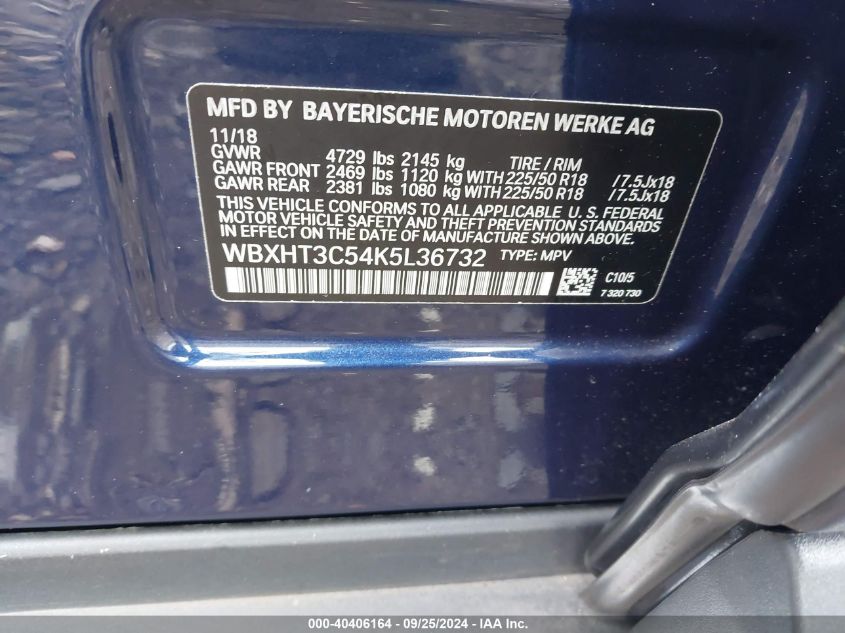 MFD BY BAYERISCHE MOTOREN WERKE AG
11/18
GVWR 4729 lbs 2145 kg TIRE / RIM
GAWR FRONT 2469 lbs 1120 kg WITH 225/50 R18 /7.5Jx18
GAWR REAR 2381 lbs 1080 kg WITH 225/50 R18 /7.5Jx18
THIS VEHICLE CONFORMS TO ALL APPLICABLE U. S. FEDERAL
MOTOR VEHICLE SAFETY AND THEFT PREVENTION STANDARDS
IN EFFECT ON THE DATE OF MANUFACTURE SHOWN ABOVE.
WBXHT3C54K5L36732 TYPE: MPV
C10/5
7 320 730
000-40406164 - 09/25/2024 - IAA Inc.